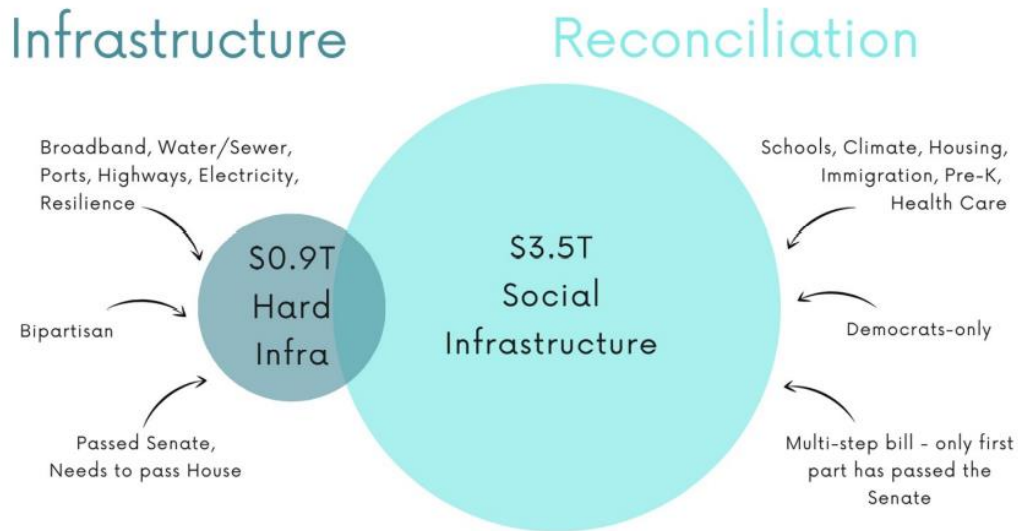 Infrastructure
Reconciliation
Broadband, Water/Sewer,
Ports, Highways, Electricity,
Resilience
Bipartisan
Passed Senate,
Needs to pass House
S0.9T
Hard
Infra
S3.5T
Social
Infrastructure
Schools, Climate, Housing,
Immigration, Pre-K,
Health Care
Democrats-only
Multi-step bill - only first
part has passed the
Senate